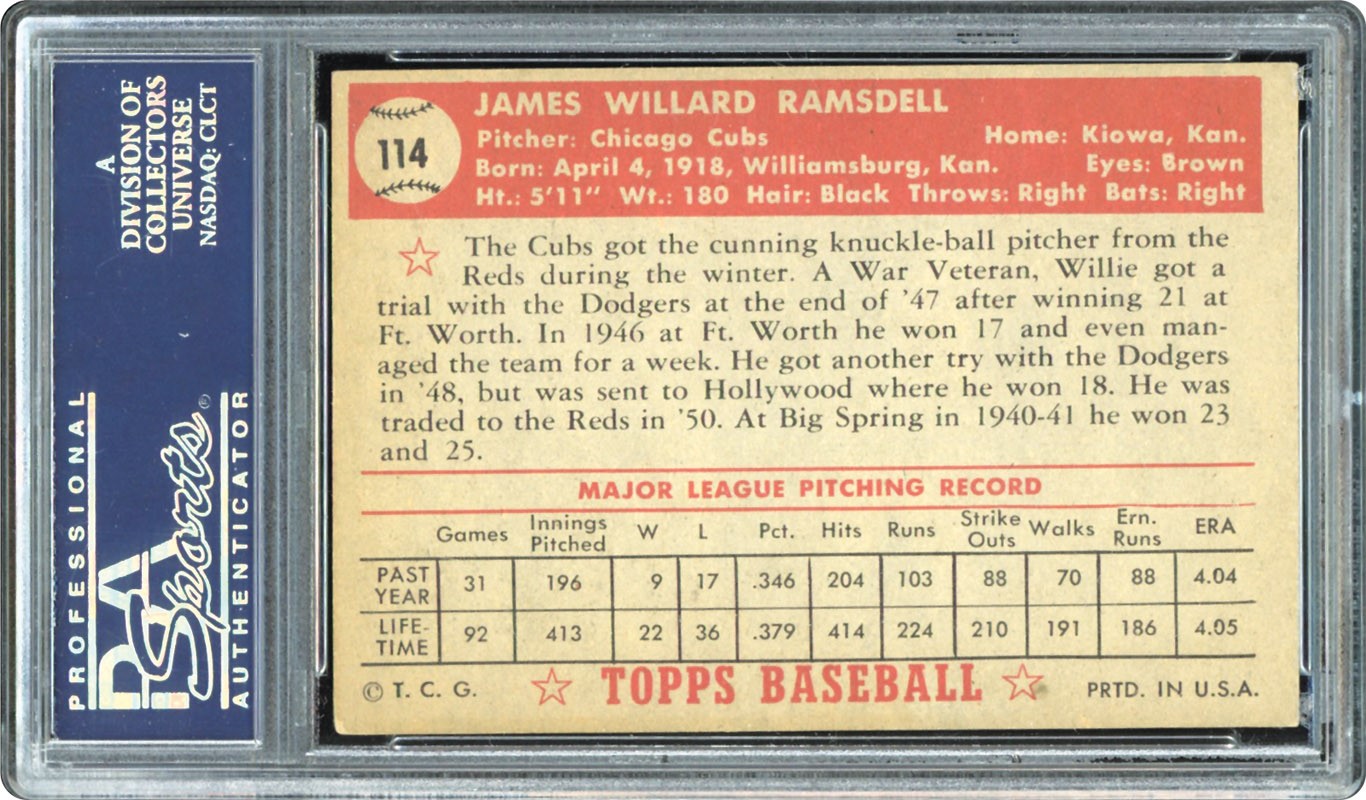 A
DIVISION OF
COLLECTORS
UNIVERSE
NASDAQ: CLCT
PROFESSIONAL
PSA
Sports®
AUTHENTICATOR
114
JAMES WILLARD RAMSDELL
Pitcher: Chicago Cubs Home: Kiowa, Kan.
Born: April 4, 1918, Williamsburg, Kan. Eyes: Brown
Ht.: 5'11" Wt.: 180 Hair: Black Throws: Right Bats: Right
The Cubs got the cunning knuckle-ball pitcher from the
Reds during the winter. A War Veteran, Willie got a
trial with the Dodgers at the end of '47 after winning 21 at
Ft. Worth. In 1946 at Ft. Worth he won 17 and even man-
aged the team for a week. He got another try with the Dodgers
in '48, but was sent to Hollywood where he won 18. He was
traded to the Reds in '50. At Big Spring in 1940-41 he won 23
and 25.
MAJOR LEAGUE PITCHING RECORD
Games Innings Pitched W L Pct. Hits Runs Strike Outs Walks Ern. Runs ERA
PAST YEAR 31 196 9 17 .346 204 103 88 70 88 4.04
LIFE-TIME 92 413 22 36 .379 414 224 210 191 186 4.05
© T. C. G. TOPPS BASEBALL PRTD. IN U.S.A.